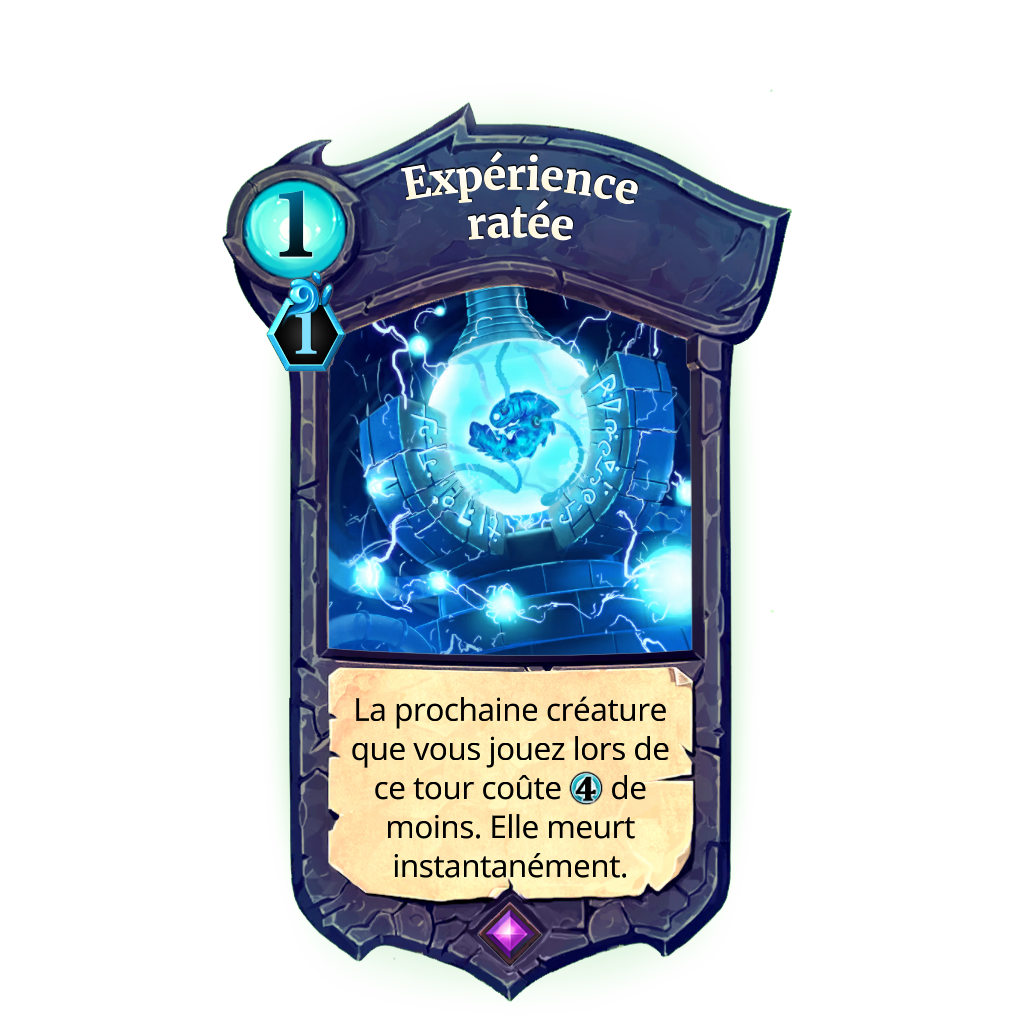 Expérience
ratée
1
1
La prochaine créature
que vous jouez lors de
ce tour coûte 4 de
moins. Elle meurt
instantanément.